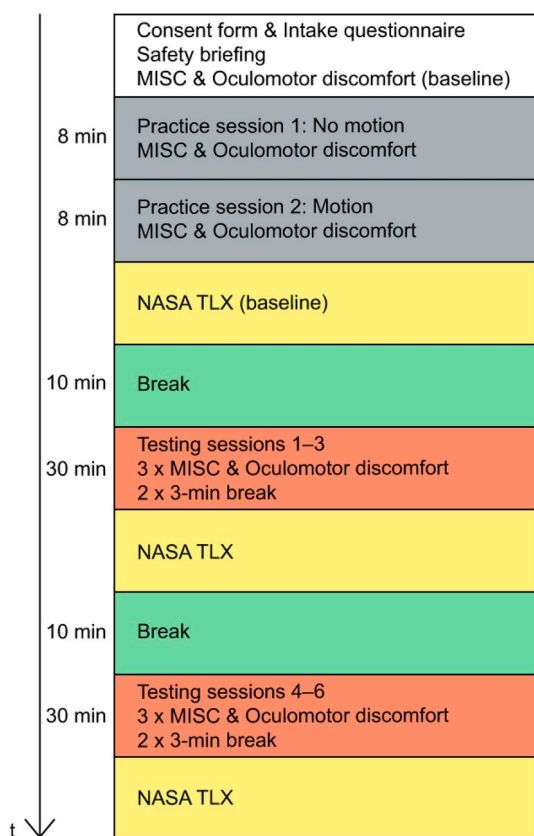 Consent form & Intake questionnaire
Safety briefing
MISC & Oculomotor discomfort (baseline)
8 min
Practice session 1: No motion
MISC & Oculomotor discomfort
8 min
Practice session 2: Motion
MISC & Oculomotor discomfort
NASA TLX (baseline)
10 min
Break
30 min
Testing sessions 1–3
3 x MISC & Oculomotor discomfort
2 x 3-min break
NASA TLX
10 min
Break
30 min
Testing sessions 4–6
3 x MISC & Oculomotor discomfort
2 x 3-min break
NASA TLX
t